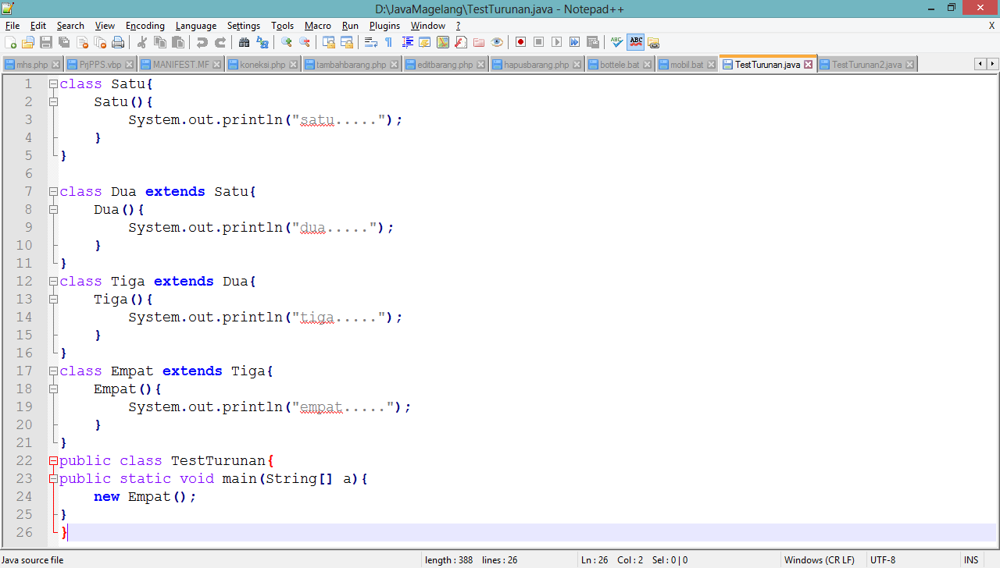 D:\JavaMagelang\TestTurunan.java - Notepad++
File Edit Search View Encoding Language Settings Tools Macro Run Plugins Window ? X
mhs.php PrjPPS.vbp MANIFEST.MF koneksi.php tambahbarang.php editbarang.php hapusbarang.php bottele.bat mobil.bat TestTurunan.java TestTurunan2.java
1 class Satu{
2 Satu(){
3 System.out.println("satu.....");
4 }
5 }
6
7 class Dua extends Satu{
8 Dua(){
9 System.out.println("dua.....");
10 }
11 }
12 class Tiga extends Dua{
13 Tiga(){
14 System.out.println("tiga.....");
15 }
16 }
17 class Empat extends Tiga{
18 Empat(){
19 System.out.println("empat.....");
20 }
21 }
22 public class TestTurunan{
23 public static void main(String[] a){
24 new Empat();
25 }
26 }
Java source file length : 388 lines : 26 Ln : 26 Col : 2 Sel : 0 | 0 Windows (CR LF) UTF-8 INS